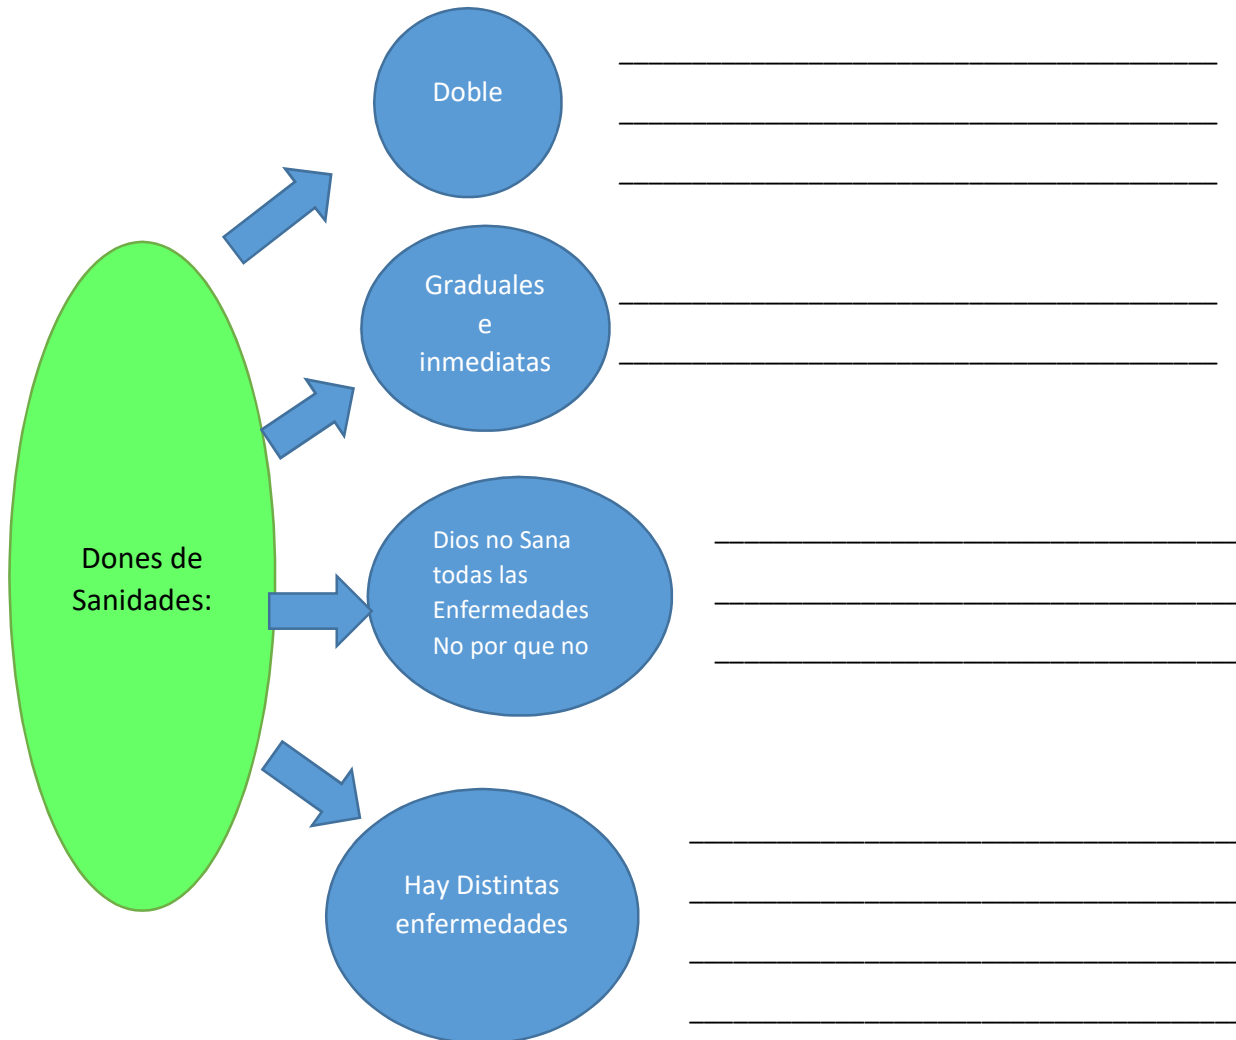 Doble
Graduales
e
inmediatas
Dones de
Sanidades:
Dios no Sana
todas las
Enfermedades
No por que no
Hay Distintas
enfermedades